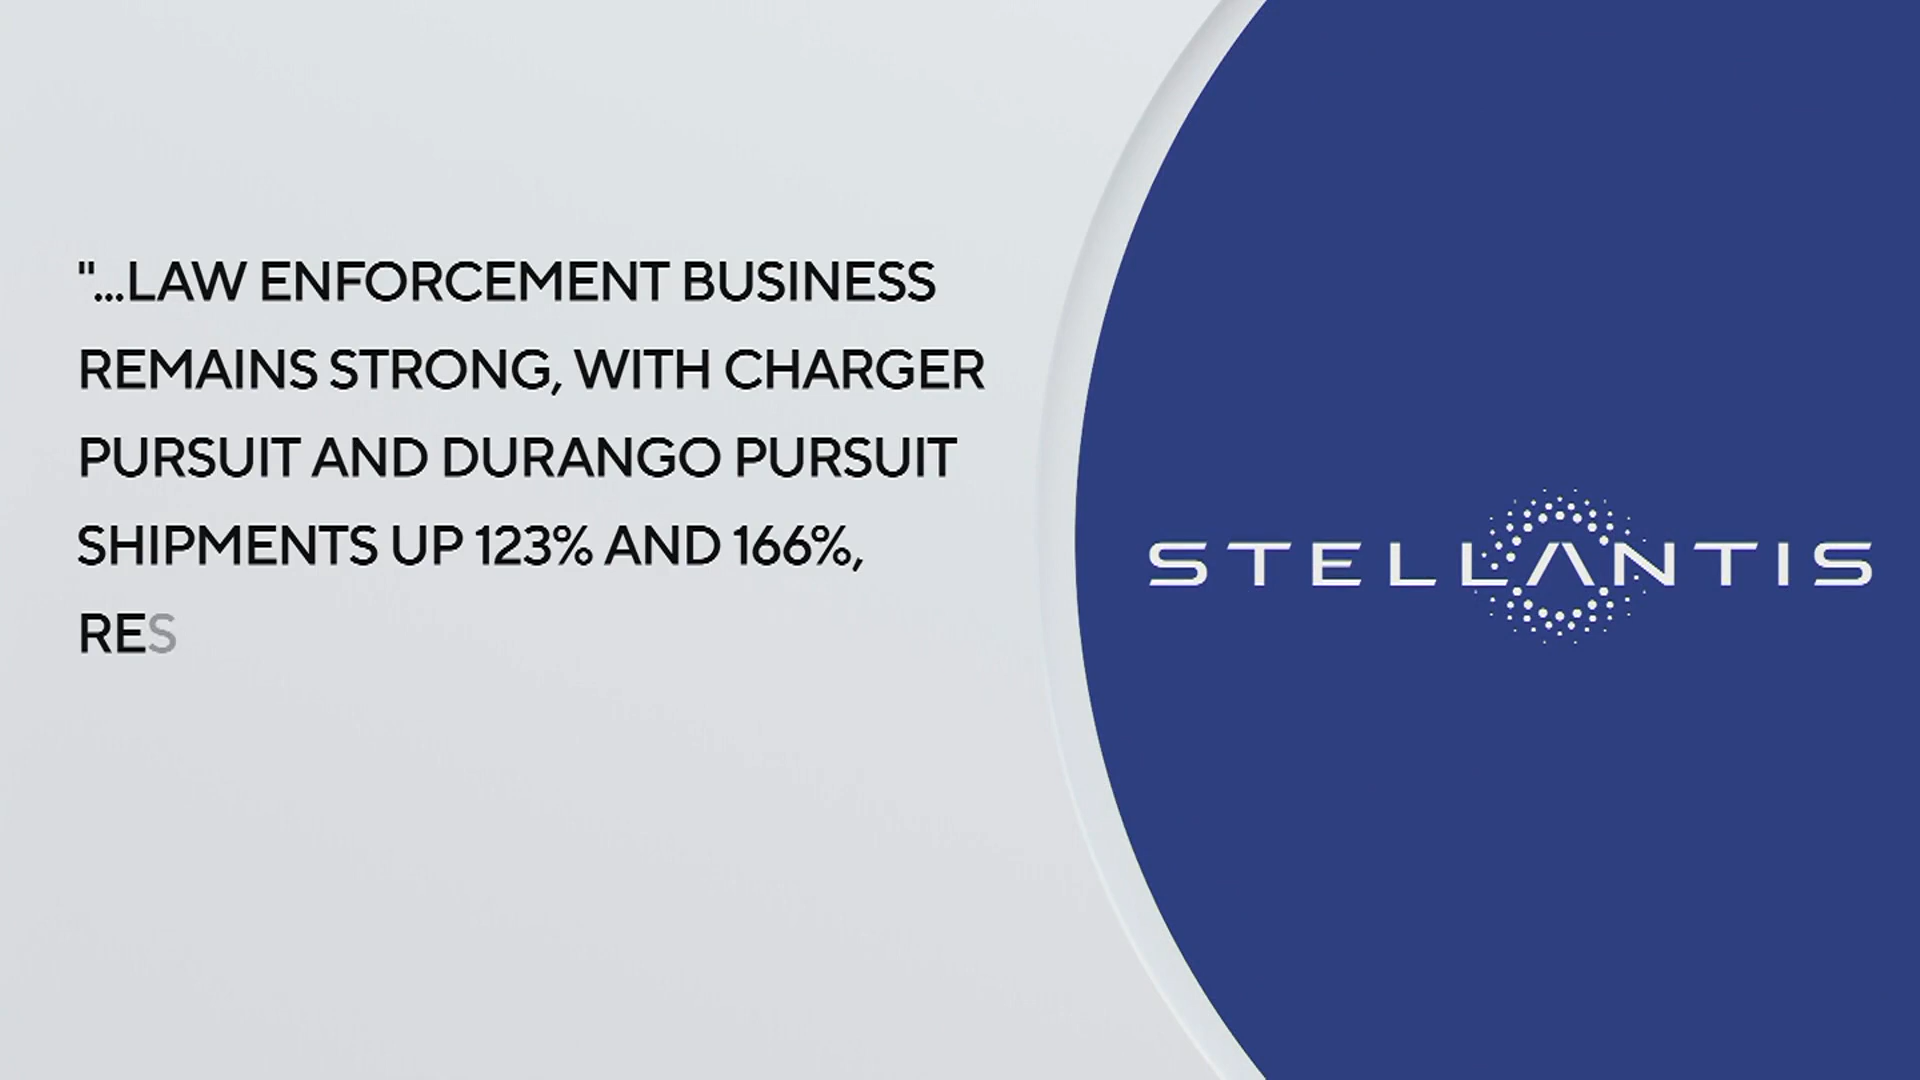 "...LAW ENFORCEMENT BUSINESS
REMAINS STRONG, WITH CHARGER
PURSUIT AND DURANGO PURSUIT
SHIPMENTS UP 123% AND 166%,
RES
STELLANTIS